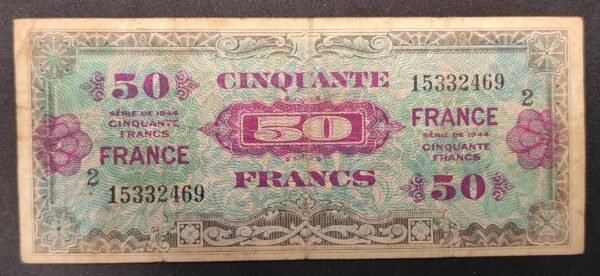 50
SÉRIE DE 1944
CINQUANTE
FRANCS
FRANCE
2
15332469
CINQUANTE
50
FRANCS
15332469
2
FRANCE
SÉRIE DE 1944
CINQUANTE
FRANCS
50